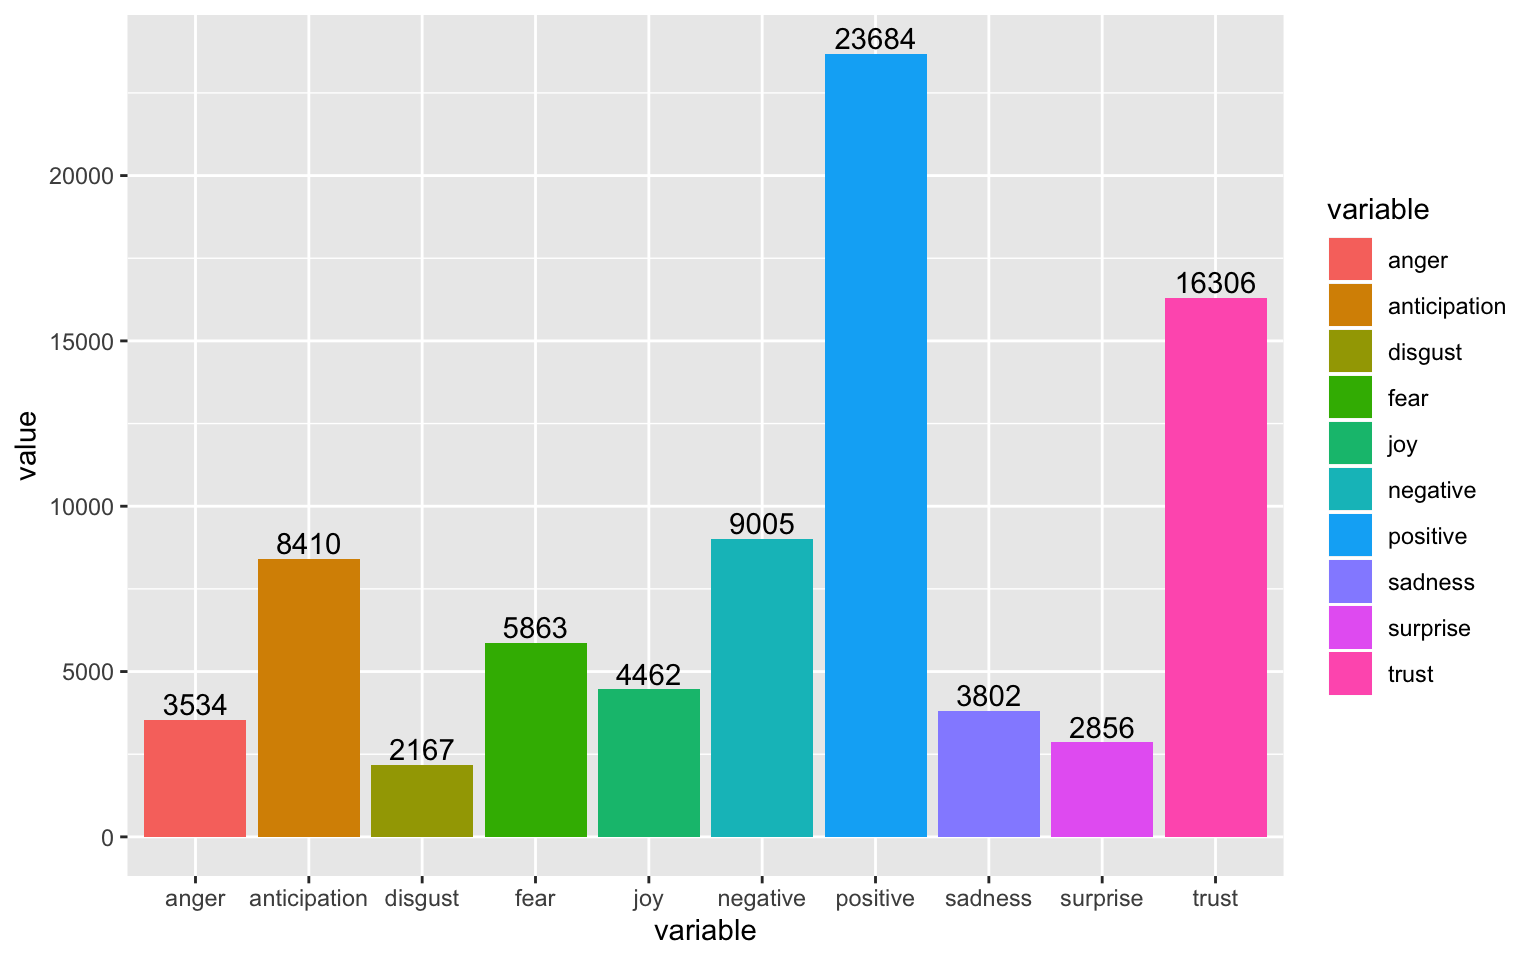 23684
20000
16306
15000
value
10000
9005
8410
5863
5000
4462
3802
3534
2856
2167
0
anger anticipation disgust fear joy negative positive sadness surprise trust
variable
variable
anger
anticipation
disgust
fear
joy
negative
positive
sadness
surprise
trust